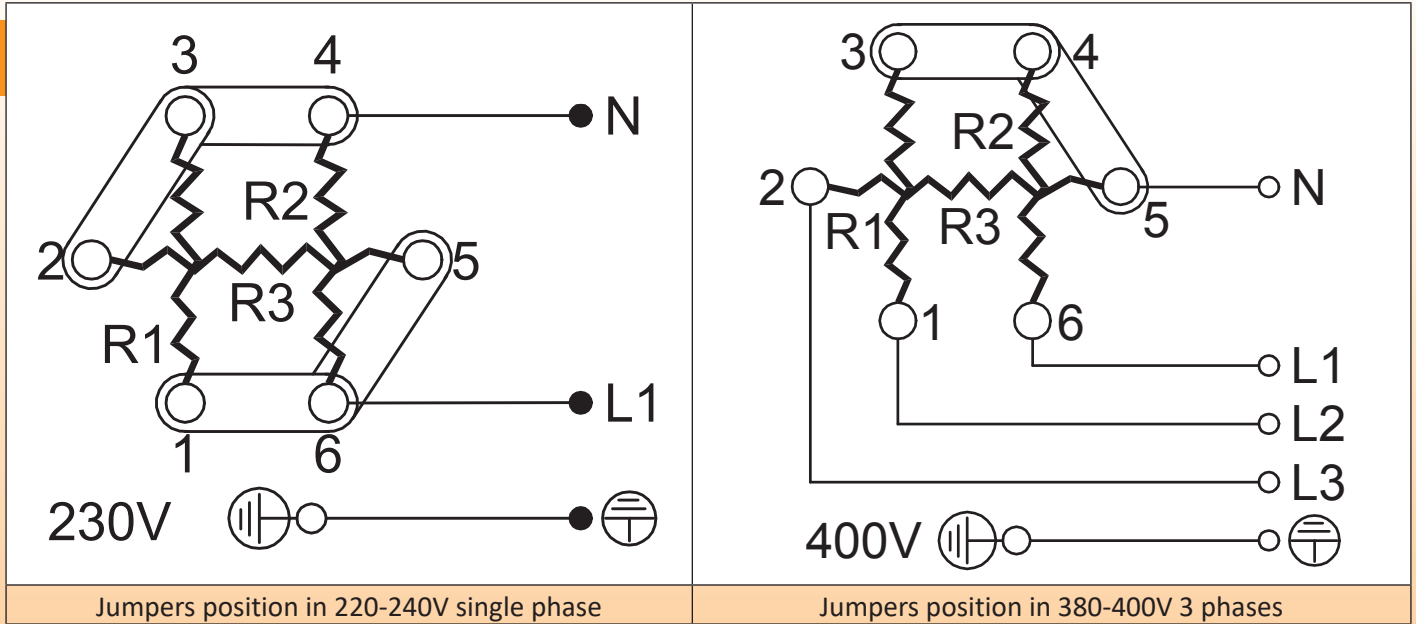 3 4
N
R2
2 5
R3
R1
L1
1 6
230V
Jumpers position in 220-240V single phase
3 4
R2
2 N
R1 R3 5
1 6
L1
L2
L3
400V
Jumpers position in 380-400V 3 phases